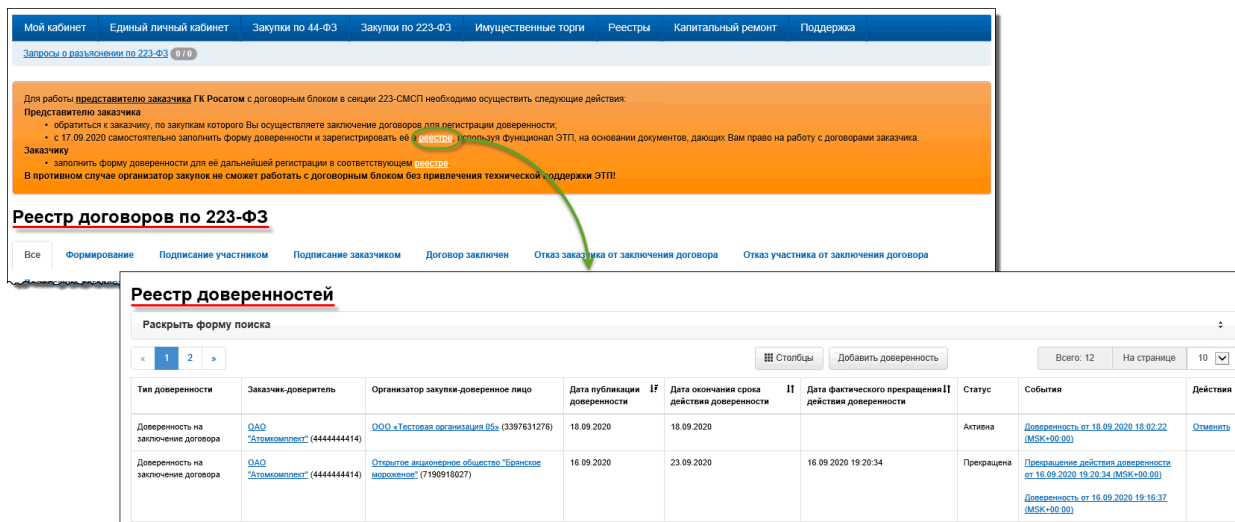 Мой кабинет Единый личный кабинет Закупки по 44-ФЗ Закупки по 223-ФЗ Имущественные торги Реестры Капитальный ремонт Поддержка
Запросы о разъяснении по 223-ФЗ 0 / 0
Для работы представителю заказчика ГК Росатом с договорным блоком в секции 223-СМСП необходимо осуществить следующие действия:
Представителю заказчика
• обратиться к заказчику, по закупкам которого Вы осуществляете заключение договоров для регистрации доверенности;
• с 17.09.2020 самостоятельно заполнить форму доверенности и зарегистрировать её в реестре, используя функционал ЭТП, на основании документов, дающих Вам право на работу с договорами заказчика.
Заказчику
• заполнить форму доверенности для её дальнейшей регистрации в соответствующем реестре.
В противном случае организатор закупок не сможет работать с договорным блоком без привлечения технической поддержки ЭТП!
Реестр договоров по 223-ФЗ
Все Формирование Подписание участником Подписание заказчиком Договор заключен Отказ заказчика от заключения договора Отказ участника от заключения договора
Реестр доверенностей
Раскрыть форму поиска
« 1 2 » Столбцы Добавить доверенность Всего: 12 На странице 10
Тип доверенности Заказчик-доверитель Организатор закупки-доверенное лицо Дата публикации Дата окончания срока Дата фактического прекращения Статус События Действия
доверенности действия доверенности действия доверенности
Доверенность на ОАО ООО «Тестовая организация 05» (3397631276) 18.09.2020 18.09.2020 Активна Доверенность от 18.09.2020 18:02:22 Отменить
заключение договора "Атомкомплект" (4444444414) (MSK+00:00)
Доверенность на ОАО Открытое акционерное общество "Брянское 16.09.2020 23.09.2020 16.09.2020 19:20:34 Прекращена Прекращение действия доверенности
заключение договора "Атомкомплект" (4444444414) мороженое" (7190918027) от 16.09.2020 19:20:34 (MSK+00:00)
Доверенность от 16.09.2020 19:16:37
(MSK+00:00)